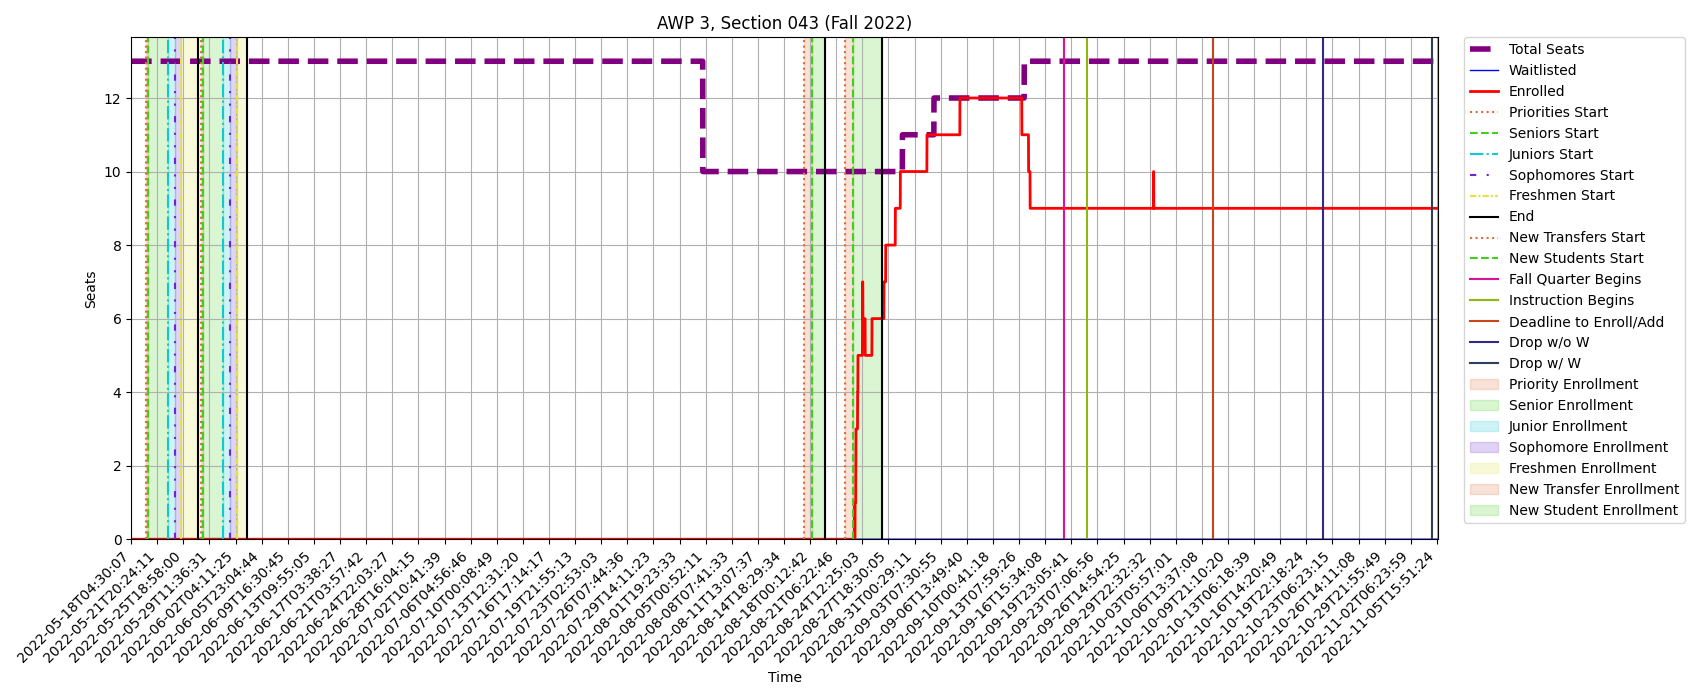 AWP 3, Section 043 (Fall 2022)
Seats
12
10
8
6
4
2
0
2022-05-18T04:30:07
2022-05-21T20:24:11
2022-05-25T18:58:00
2022-05-29T11:36:31
2022-06-02T04:11:25
2022-06-05T23:04:44
2022-06-09T16:30:45
2022-06-13T09:55:05
2022-06-17T03:38:27
2022-06-21T03:57:42
2022-06-24T22:03:27
2022-06-28T16:04:15
2022-07-02T10:41:39
2022-07-06T04:56:46
2022-07-10T00:08:49
2022-07-13T12:31:20
2022-07-16T17:14:17
2022-07-19T21:55:13
2022-07-23T02:53:03
2022-07-26T07:44:36
2022-07-29T14:11:23
2022-08-01T19:23:33
2022-08-05T00:52:11
2022-08-08T07:41:33
2022-08-11T13:07:37
2022-08-14T18:29:34
2022-08-18T00:12:42
2022-08-21T06:22:46
2022-08-24T12:25:03
2022-08-27T18:30:05
2022-08-31T00:29:11
2022-09-03T07:30:55
2022-09-06T13:49:40
2022-09-10T00:41:18
2022-09-13T07:59:26
2022-09-16T15:34:08
2022-09-19T23:05:41
2022-09-23T07:06:56
2022-09-26T14:54:25
2022-09-29T22:32:32
2022-10-03T05:57:01
2022-10-06T13:37:08
2022-10-09T21:10:20
2022-10-13T06:18:39
2022-10-16T14:20:49
2022-10-19T22:18:24
2022-10-23T06:23:15
2022-10-26T14:11:08
2022-10-29T21:55:49
2022-11-02T06:23:59
2022-11-05T15:51:24
Time
Total Seats
Waitlisted
Enrolled
Priorities Start
Seniors Start
Juniors Start
Sophomores Start
Freshmen Start
End
New Transfers Start
New Students Start
Fall Quarter Begins
Instruction Begins
Deadline to Enroll/Add
Drop w/o W
Drop w/ W
Priority Enrollment
Senior Enrollment
Junior Enrollment
Sophomore Enrollment
Freshmen Enrollment
New Transfer Enrollment
New Student Enrollment